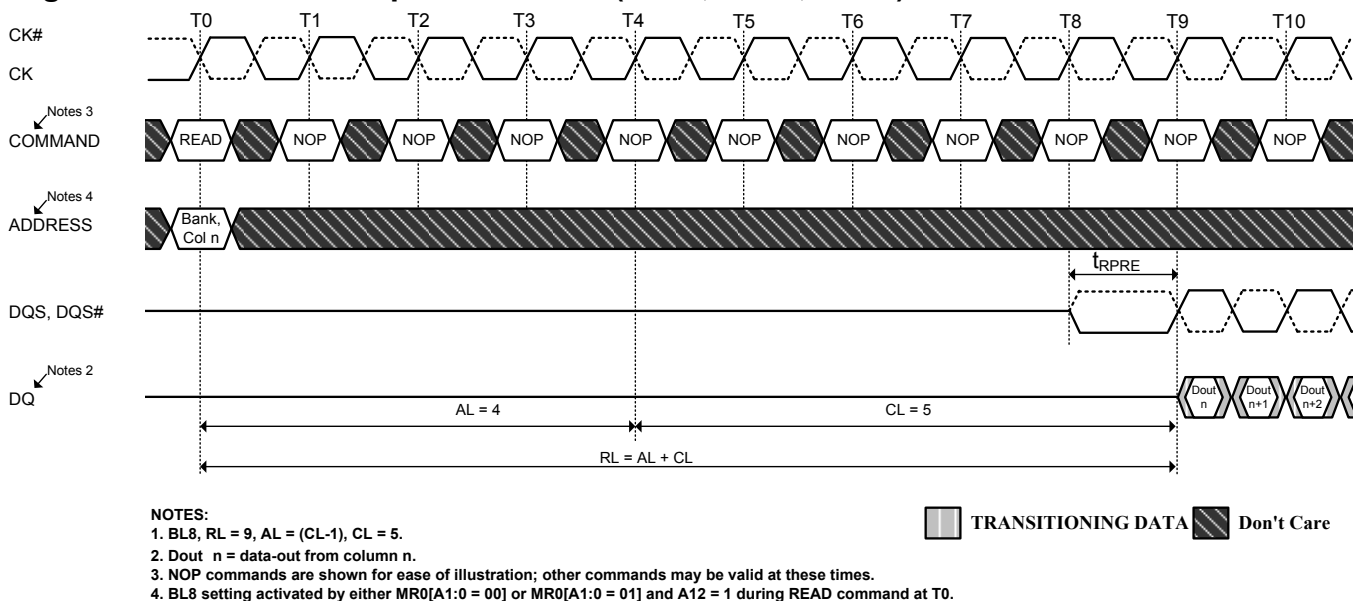 T0 T1 T2 T3 T4 T5 T6 T7 T8 T9 T10
CK#
CK
Notes 3
COMMAND
READ NOP NOP NOP NOP NOP NOP NOP NOP NOP NOP
Notes 4
ADDRESS
Bank,
Col n
tRPRE
DQS, DQS#
Notes 2
DQ
Dout n Dout n+1 Dout n+2
AL = 4 CL = 5
RL = AL + CL
NOTES:
1. BL8, RL = 9, AL = (CL-1), CL = 5.
2. Dout n = data-out from column n.
3. NOP commands are shown for ease of illustration; other commands may be valid at these times.
4. BL8 setting activated by either MR0[A1:0 = 00] or MR0[A1:0 = 01] and A12 = 1 during READ command at T0.
TRANSITIONING DATA Don't Care